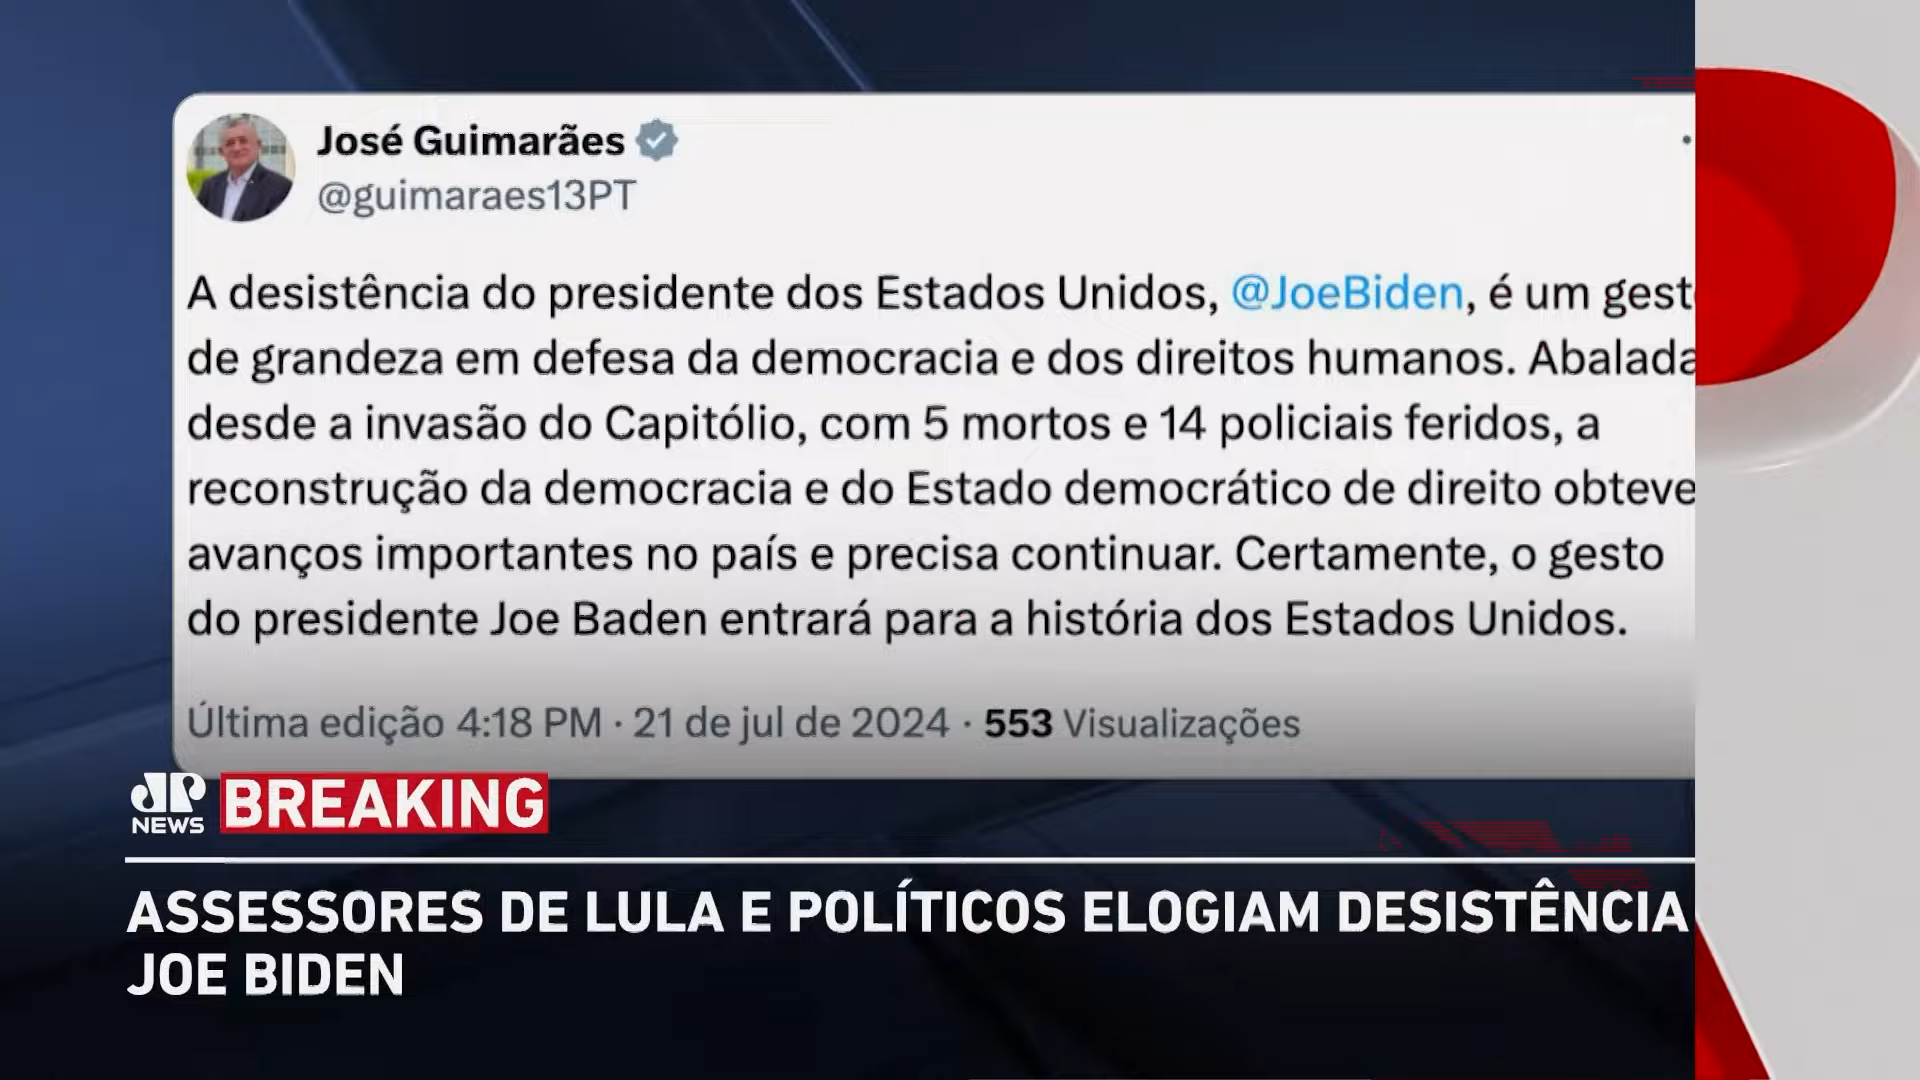 José Guimarães
@guimaraes13PT
A desistência do presidente dos Estados Unidos, @JoeBiden, é um gest
de grandeza em defesa da democracia e dos direitos humanos. Abalada
desde a invasão do Capitólio, com 5 mortos e 14 policiais feridos, a
reconstrução da democracia e do Estado democrático de direito obteve
avanços importantes no país e precisa continuar. Certamente, o gesto
do presidente Joe Baden entrará para a história dos Estados Unidos.
Última edição 4:18 PM · 21 de jul de 2024 · 553 Visualizações
JP NEWS BREAKING
ASSESSORES DE LULA E POLÍTICOS ELOGIAM DESISTÊNCIA
JOE BIDEN